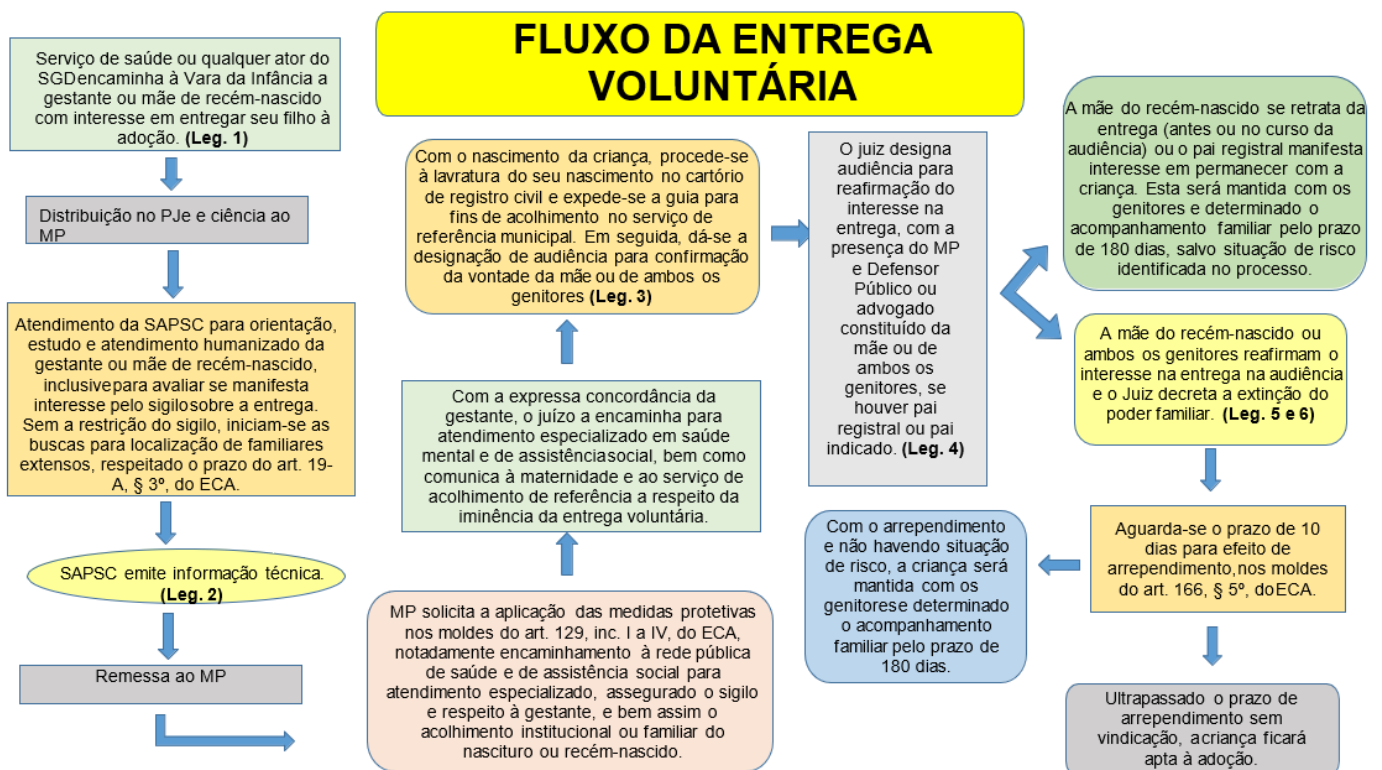 FLUXO DA ENTREGA
VOLUNTÁRIA
Serviço de saúde ou qualquer ator do
SGDencaminha à Vara da Infância a
gestante ou mãe de recém-nascido
com interesse em entregar seu filho à
adoção. (Leg. 1)
Distribuição no PJe e ciência ao
MP
Atendimento da SAPSC para orientação,
estudo e atendimento humanizado da
gestante ou mãe de recém-nascido,
inclusivepara avaliar se manifesta
interesse pelo sigilosobre a entrega.
Sem a restrição do sigilo, iniciam-se as
buscas para localização de familiares
extensos, respeitado o prazo do art. 19-
A, § 3º, do ECA.
SAPSC emite informação técnica.
(Leg. 2)
Remessa ao MP
MP solicita a aplicação das medidas protetivas
nos moldes do art. 129, inc. I a IV, do ECA,
notadamente encaminhamento à rede pública
de saúde e de assistência social para
atendimento especializado, assegurado o sigilo
e respeito à gestante, e bem assim o
acolhimento institucional ou familiar do
nascituro ou recém-nascido.
Com a expressa concordância da
gestante, o juízo a encaminha para
atendimento especializado em saúde
mental e de assistênciasocial, bem como
comunica à maternidade e ao serviço de
acolhimento de referência a respeito da
iminência da entrega voluntária.
Com o nascimento da criança, procede-se
à lavratura do seu nascimento no cartório
de registro civil e expede-se a guia para
fins de acolhimento no serviço de
referência municipal. Em seguida, dá-se a
designação de audiência para confirmação
da vontade da mãe ou de ambos os
genitores (Leg. 3)
O juiz designa
audiência para
reafirmação do
interesse na
entrega, com a
presença do MP
e Defensor
Público ou
advogado
constituído da
mãe ou de
ambos os
genitores, se
houver pai
registral ou pai
indicado. (Leg. 4)
A mãe do recém-nascido se retrata da
entrega (antes ou no curso da
audiência) ou o pai registral manifesta
interesse em permanecer com a
criança. Esta será mantida com os
genitores e determinado o
acompanhamento familiar pelo prazo
de 180 dias, salvo situação de risco
identificada no processo.
A mãe do recém-nascido ou
ambos os genitores reafirmam o
interesse na entrega na audiência
e o Juiz decreta a extinção do
poder familiar. (Leg. 5 e 6)
Aguarda-se o prazo de 10
dias para efeito de
arrependimento,nos moldes
do art. 166, § 5º, doECA.
Com o arrependimento
e não havendo situação
de risco, a criança será
mantida com os
genitorese determinado
o acompanhamento
familiar pelo prazo de
180 dias.
Ultrapassado o prazo de
arrependimento sem
vindicação, acriança ficará
apta à adoção.